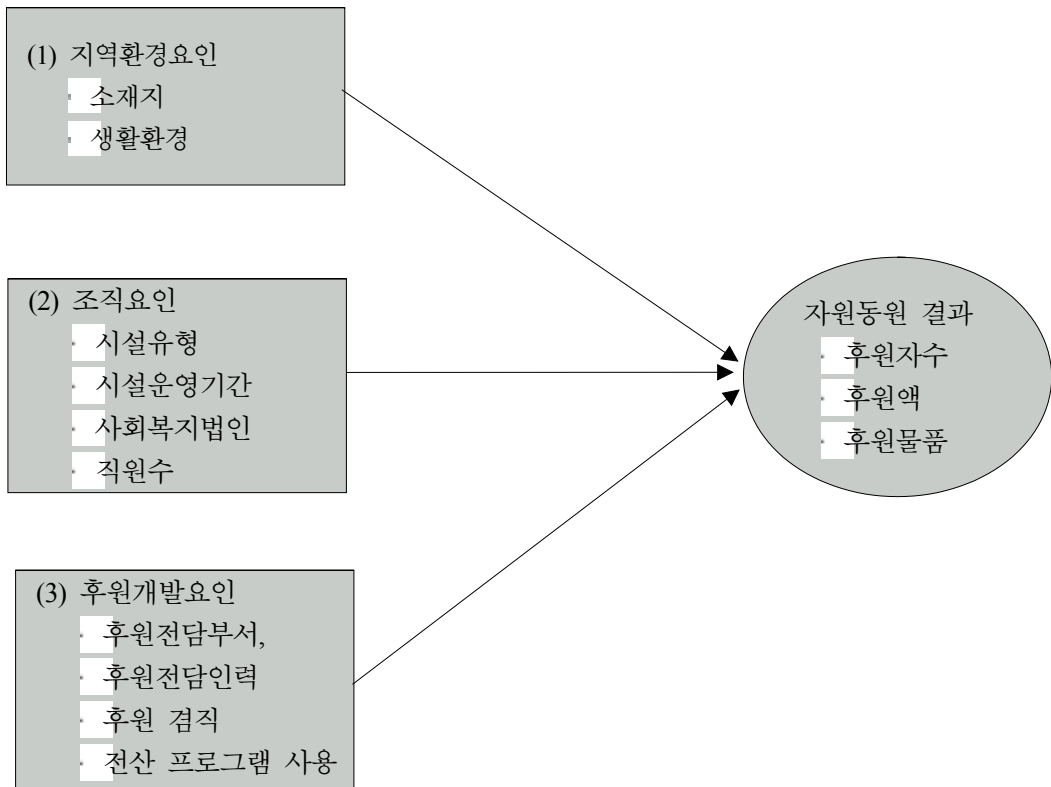 (1) 지역환경요인
소재지
생활환경
(2) 조직요인
시설유형
시설운영기간
사회복지법인
직원수
(3) 후원개발요인
후원전담부서,
후원전담인력
후원 겸직
전산 프로그램 사용
자원동원 결과
후원자수
후원액
후원물품